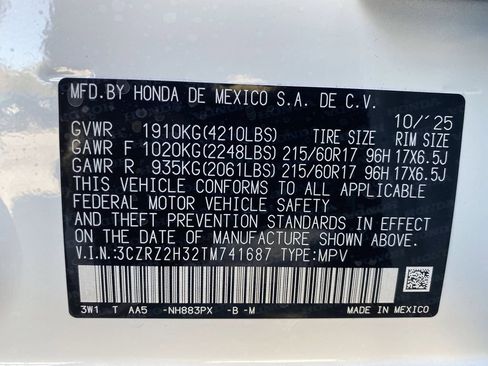 MFD.BY HONDA DE MEXICO S.A. DE C.V.
10/'25
GVWR 1910KG(4210LBS) TIRE SIZE RIM SIZE
GAWR F 1020KG(2248LBS) 215/60R17 96H 17X6.5J
GAWR R 935KG(2061LBS) 215/60R17 96H 17X6.5J
THIS VEHICLE CONFORMS TO ALL APPLICABLE
FEDERAL MOTOR VEHICLE SAFETY
AND THEFT PREVENTION STANDARDS IN EFFECT
ON THE DATE OF MANUFACTURE SHOWN ABOVE.
V.I.N.:3CZRZ2H32TM741687 TYPE:MPV
3W1 T AA5 -NH883PX -B -M MADE IN MEXICO